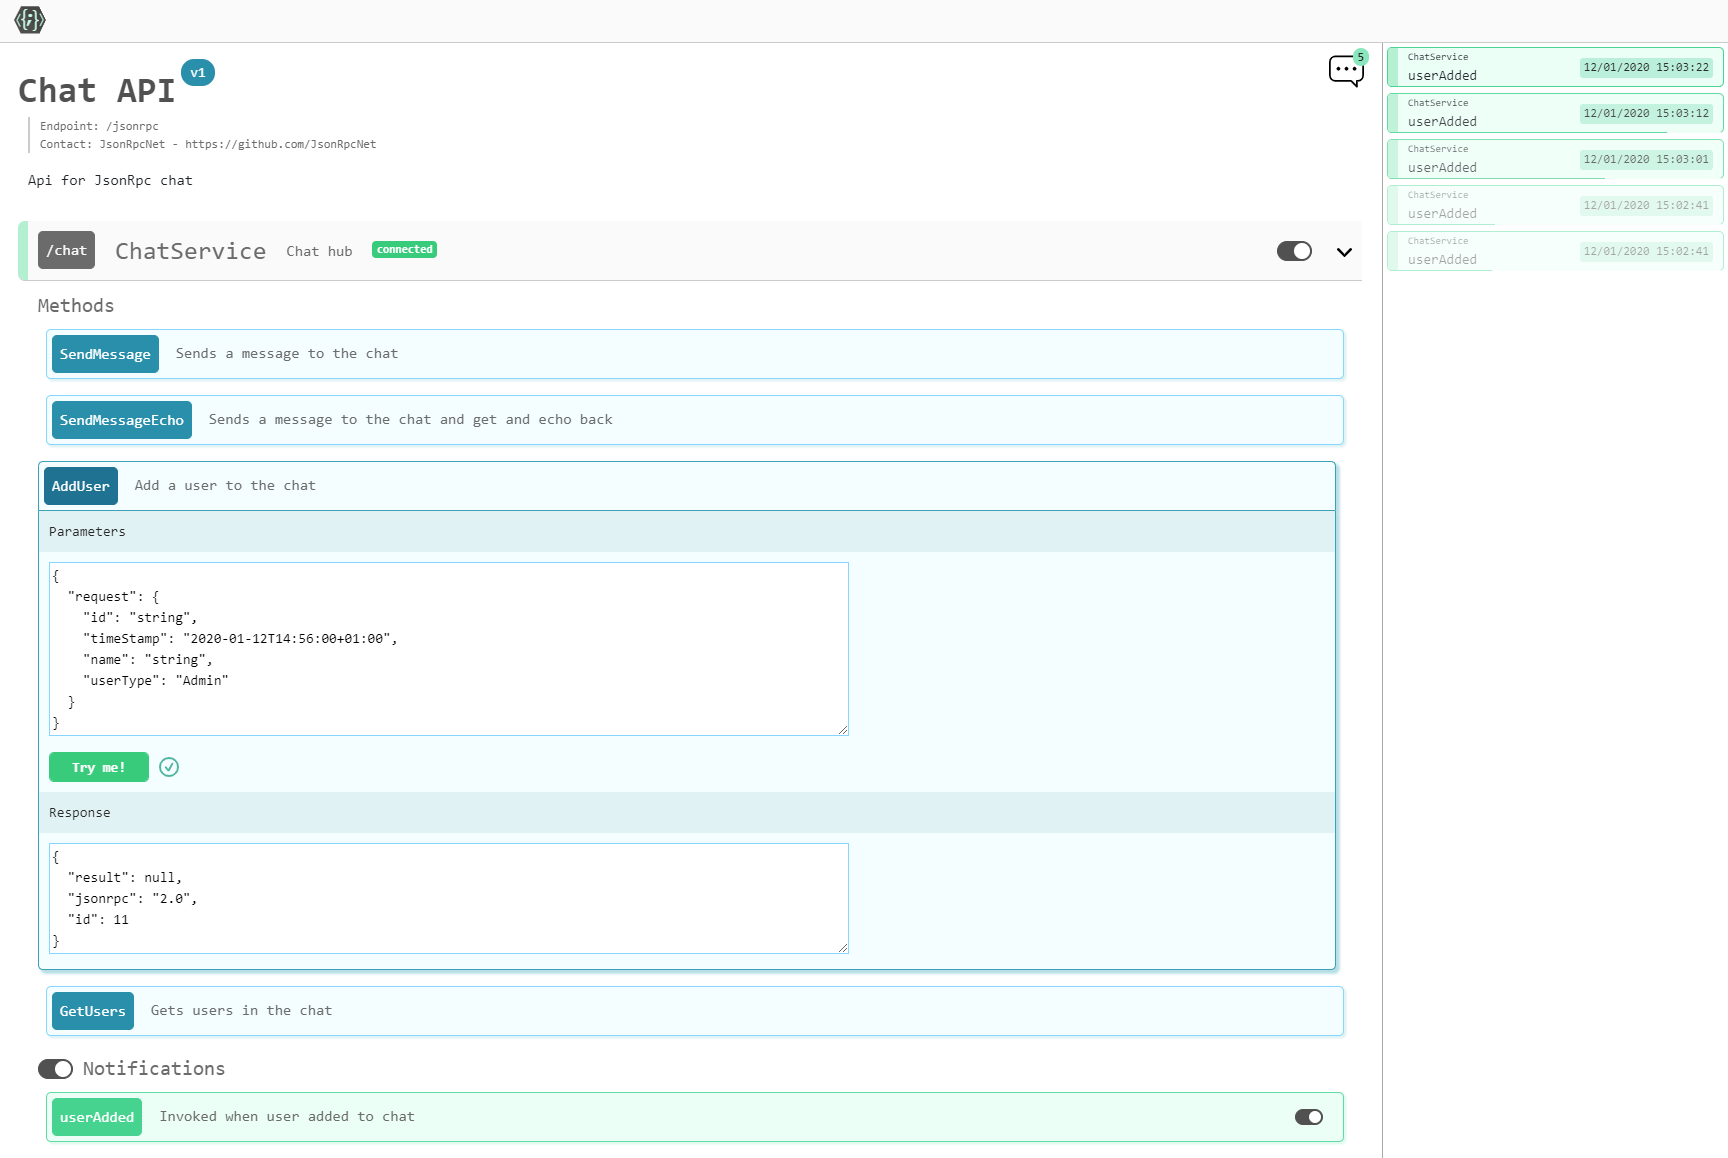 Chat API v1
Endpoint: /jsonrpc
Contact: JsonRpcNet - https://github.com/JsonRpcNet
Api for JsonRpc chat
5
/chat ChatService Chat hub connected
Methods
SendMessage Sends a message to the chat
SendMessageEcho Sends a message to the chat and get and echo back
AddUser Add a user to the chat
Parameters
{
  "request": {
    "id": "string",
    "timeStamp": "2020-01-12T14:56:00+01:00",
    "name": "string",
    "userType": "Admin"
  }
}
Try me!
Response
{
  "result": null,
  "jsonrpc": "2.0",
  "id": 11
}
GetUsers Gets users in the chat
Notifications
userAdded Invoked when user added to chat
ChatService
userAdded 12/01/2020 15:03:22
ChatService
userAdded 12/01/2020 15:03:12
ChatService
userAdded 12/01/2020 15:03:01
ChatService
userAdded 12/01/2020 15:02:41
ChatService
userAdded 12/01/2020 15:02:41